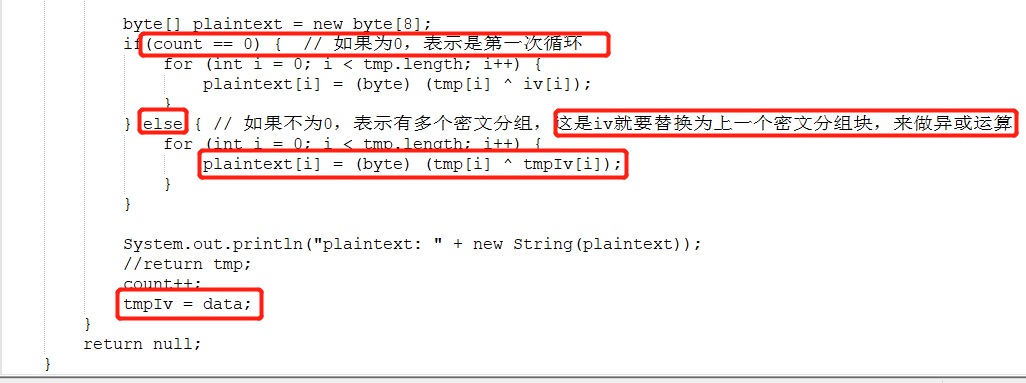 byte[] plaintext = new byte[8];
if(count == 0) {  // 如果为0，表示是第一次循环
for (int i = 0; i < tmp.length; i++) {
plaintext[i] = (byte) (tmp[i] ^ iv[i]);
}
} else { // 如果不为0，表示有多个密文分组，这是iv就要替换为上一个密文分组块，来做异或运算
for (int i = 0; i < tmp.length; i++) {
plaintext[i] = (byte) (tmp[i] ^ tmpIv[i]);
}
}
System.out.println("plaintext: " + new String(plaintext));
//return tmp;
count++;
tmpIv = data;
}
return null;
}